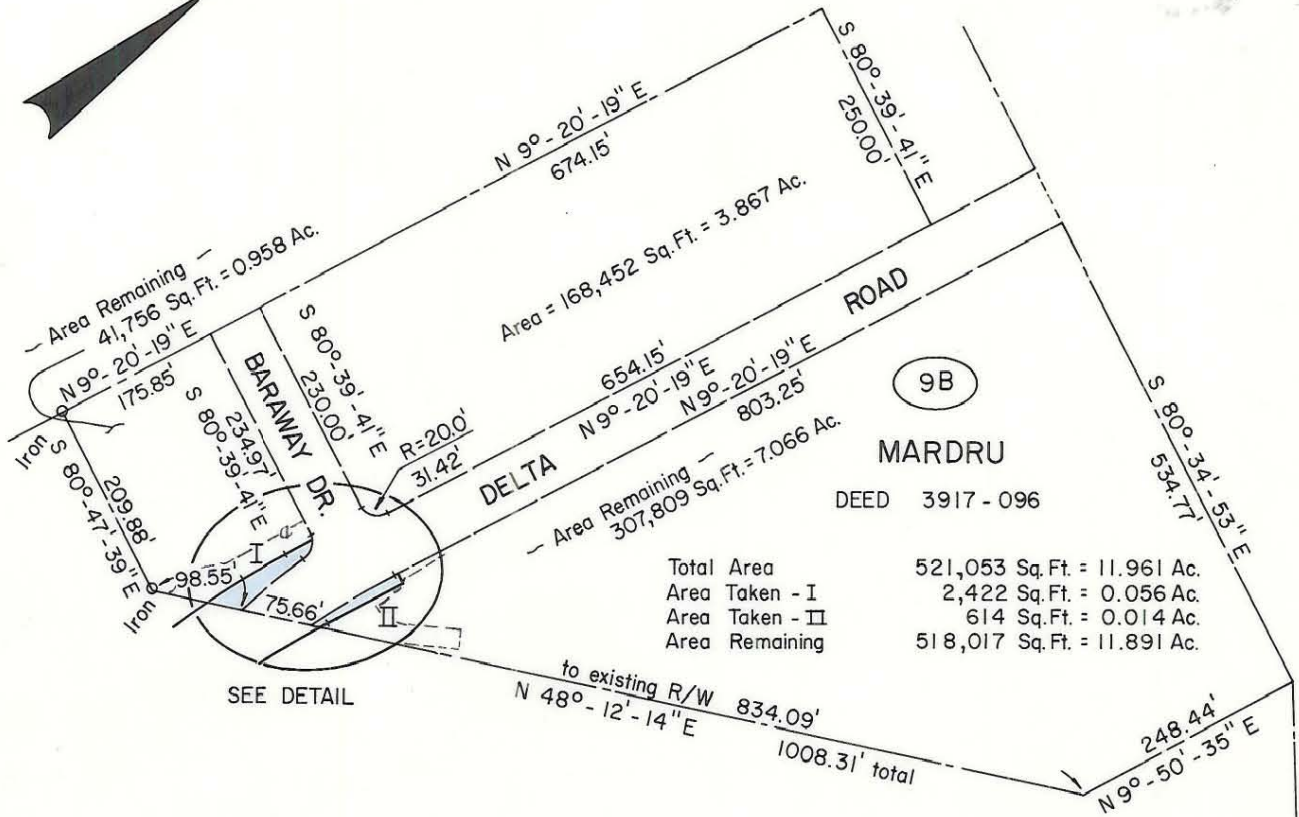 N 9° - 20' - 19" E
674.15'
S 80° - 39' - 41" E
250.00'
Area Remaining
41,756 Sq. Ft. = 0.958 Ac.
N 9° - 20' - 19" E
175.85'
Area = 168,452 Sq. Ft. = 3.867 Ac.
S 80° - 39' - 41" E
230.00'
BARAWAY DR.
234.97'
S 80° - 39' - 41" E
R=20.0'
31.42'
654.15'
N 9° - 20' - 19" E
DELTA ROAD
N 9° - 20' - 19" E
803.25'
Area Remaining
307,809 Sq. Ft. = 7.066 Ac.
Iron
209.88'
S 80° - 47' - 39" E
Iron
98.55'
I
75.66'
II
SEE DETAIL
9B
MARDRU
DEED 3917 - 096
Total Area 521,053 Sq. Ft. = 11.961 Ac.
Area Taken - I 2,422 Sq. Ft. = 0.056 Ac.
Area Taken - II 614 Sq. Ft. = 0.014 Ac.
Area Remaining 518,017 Sq. Ft. = 11.891 Ac.
S 80° - 34' - 53" E
534.77'
to existing R/W 834.09'
N 48° - 12' - 14" E
1008.31' total
248.44'
N 9° - 50' - 35" E